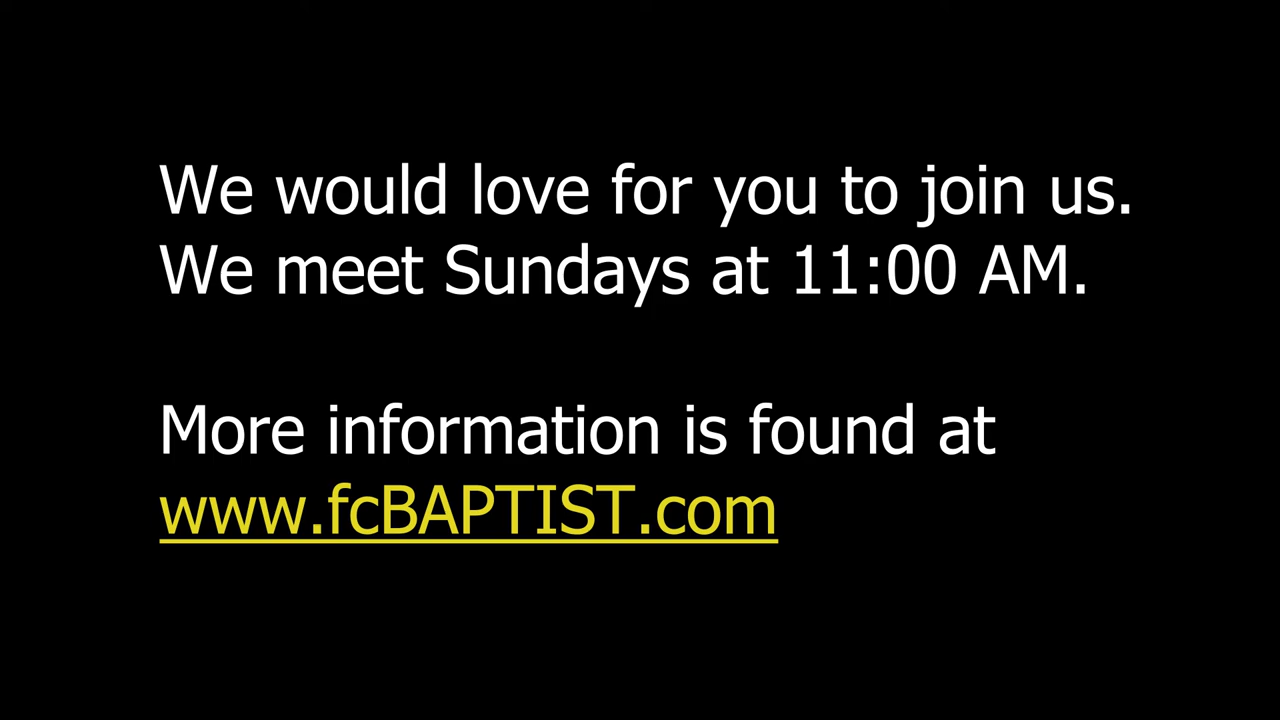 We would love for you to join us.
We meet Sundays at 11:00 AM.
More information is found at
www.fcBAPTIST.com